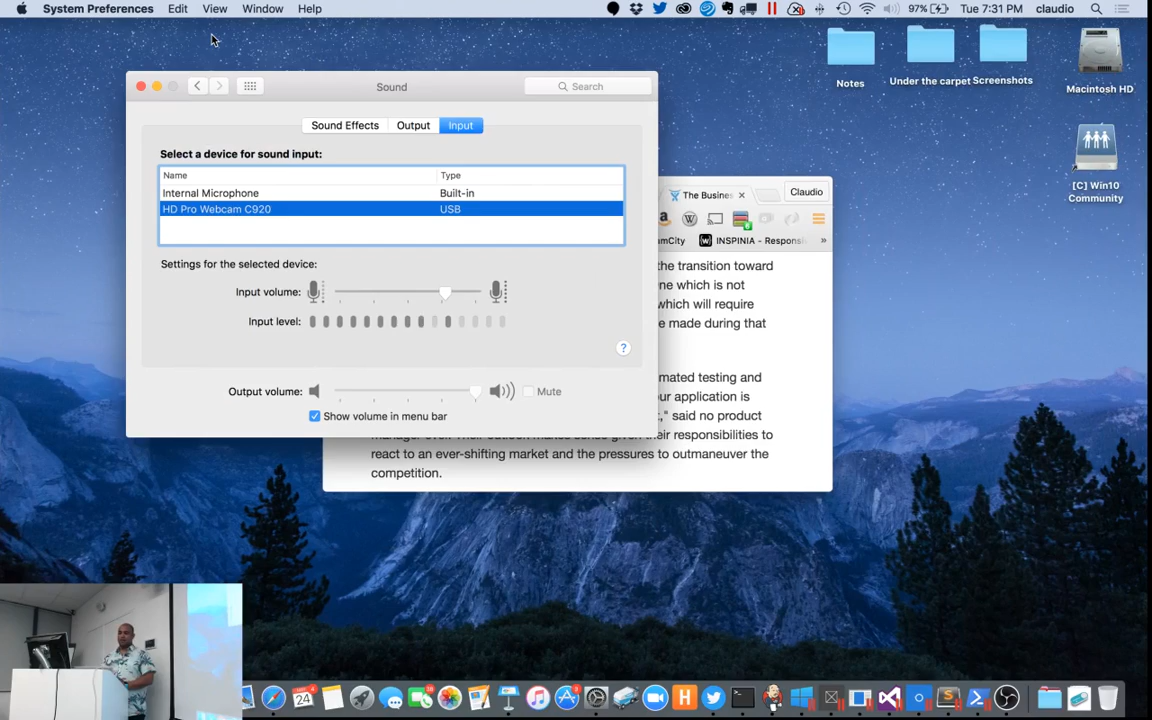 System Preferences Edit View Window Help 97% Tue 7:31 PM claudio
Notes
Under the carpet
Screenshots
Macintosh HD
[C] Win10
Community
Sound
Search
Sound Effects Output Input
Select a device for sound input:
Name Type
Internal Microphone Built-in
HD Pro Webcam C920 USB
Settings for the selected device:
Input volume:
Input level:
?
Output volume: Mute
Show volume in menu bar
The Busines Claudio
amCity INSPINIA - Respons »
the transition toward
ne which is not
which will require
e made during that
mated testing and
ur application is
," said no product
react to an ever-shifting market and the pressures to outmaneuver the
competition.
24
H